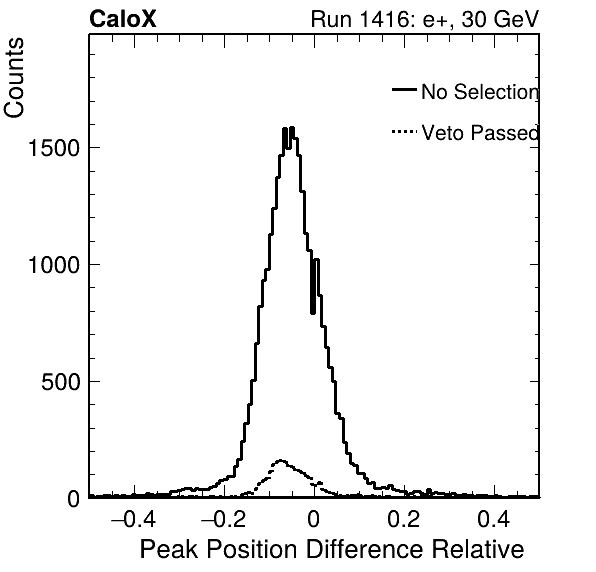 CaloX Run 1416: e+, 30 GeV
Counts
No Selection
Veto Passed
1500
1000
500
0
−0.4 −0.2 0 0.2 0.4
Peak Position Difference Relative